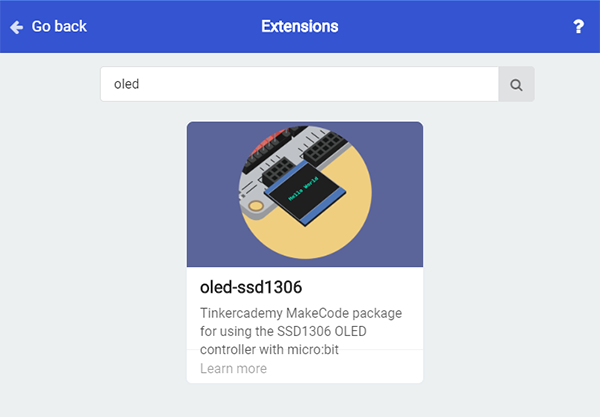 Go back
Extensions
?
oled
Hello World
oled-ssd1306
Tinkercademy MakeCode package
for using the SSD1306 OLED
controller with micro:bit
Learn more